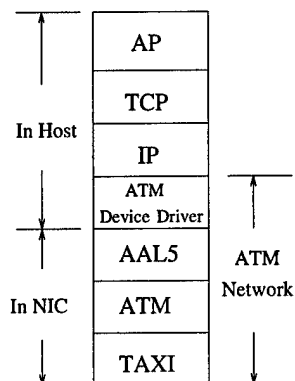 AP
TCP
In Host
IP
ATM
Device Driver
AAL5
ATM
Network
In NIC
ATM
TAXI